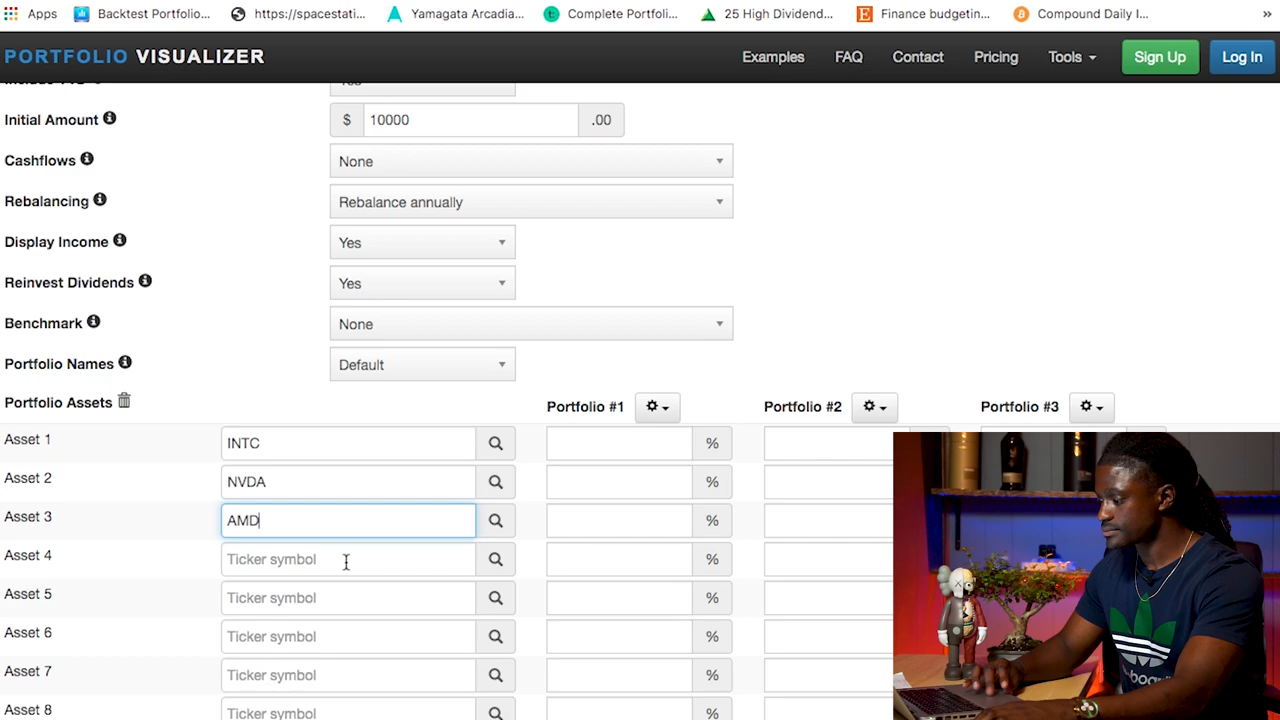 Apps
Backtest Portfolio...
https://spacestati...
Yamagata Arcadia...
Complete Portfoli...
25 High Dividend...
Finance budgetin...
Compound Daily I...
»
PORTFOLIO VISUALIZER
Examples
FAQ
Contact
Pricing
Tools
Sign Up
Log In
Initial Amount
$ 10000 .00
Cashflows
None
Rebalancing
Rebalance annually
Display Income
Yes
Reinvest Dividends
Yes
Benchmark
None
Portfolio Names
Default
Portfolio Assets
Portfolio #1
Portfolio #2
Portfolio #3
Asset 1
INTC
%
Asset 2
NVDA
%
Asset 3
AMD
%
Asset 4
Ticker symbol
%
Asset 5
Ticker symbol
%
Asset 6
Ticker symbol
%
Asset 7
Ticker symbol
%
Asset 8
Ticker symbol
%